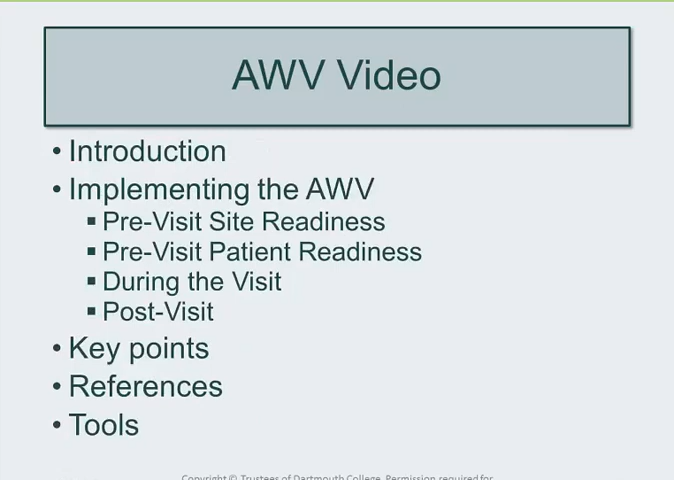 AWV Video
• Introduction
• Implementing the AWV
▪ Pre-Visit Site Readiness
▪ Pre-Visit Patient Readiness
▪ During the Visit
▪ Post-Visit
• Key points
• References
• Tools
Copyright © Trustees of Dartmouth College. Permission required for